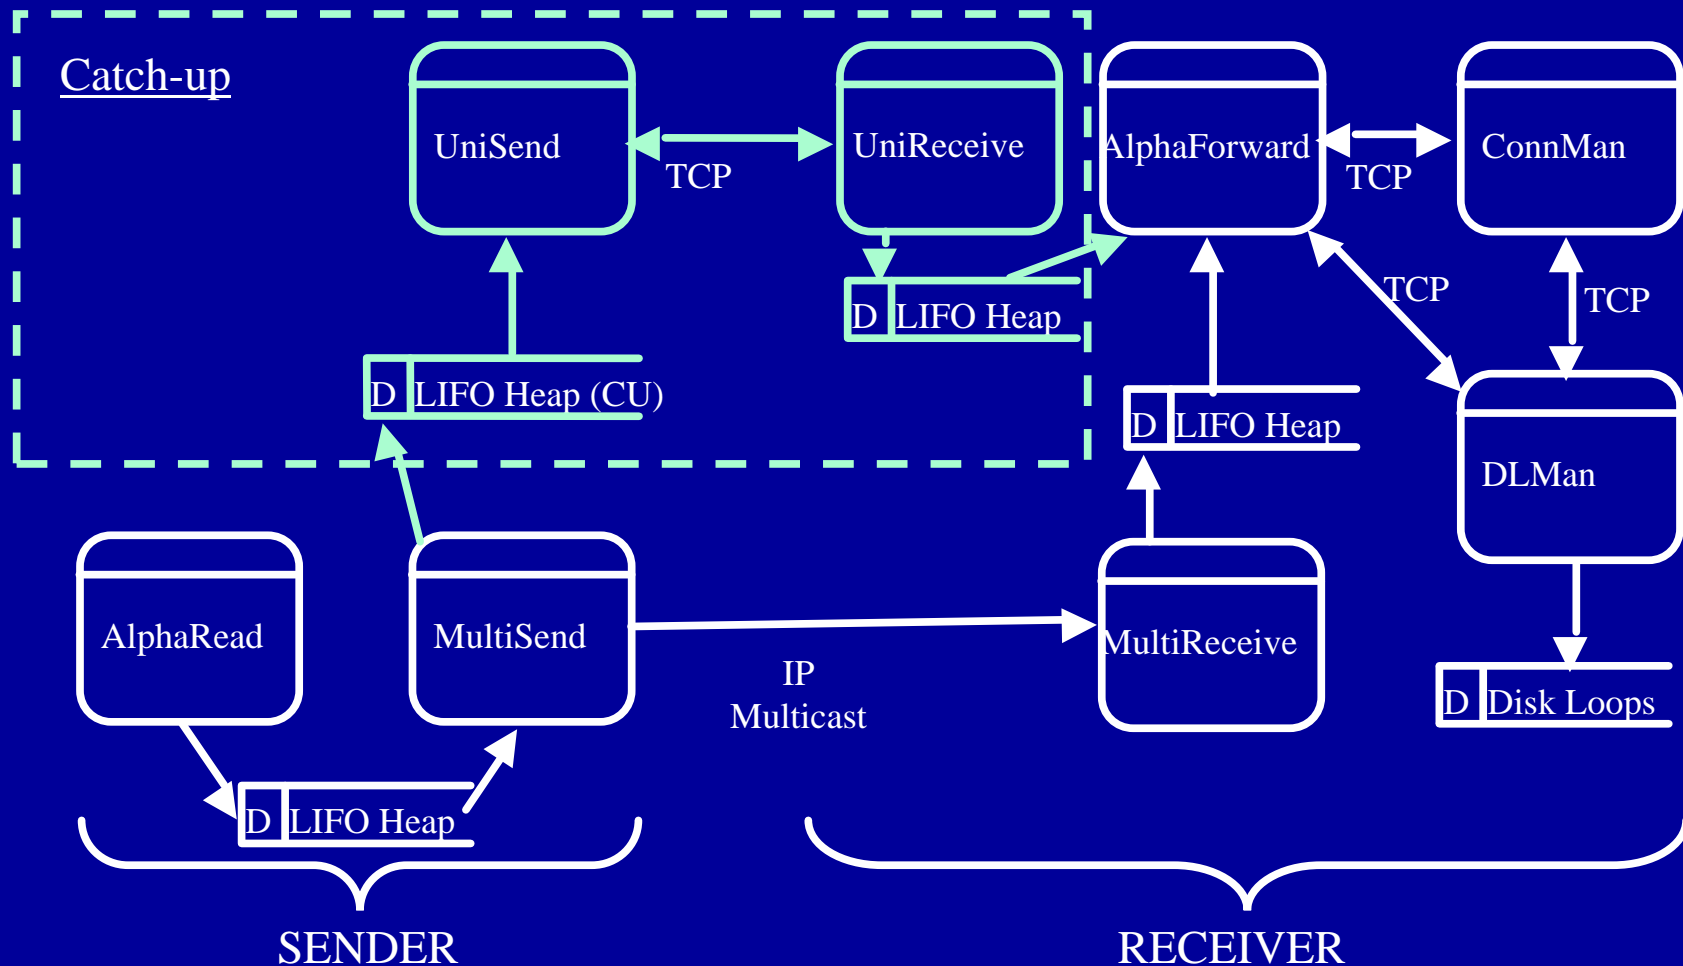 Catch-up
UniSend
TCP
UniReceive
AlphaForward
TCP
ConnMan
D LIFO Heap
TCP
TCP
D LIFO Heap (CU)
D LIFO Heap
DLMan
AlphaRead
MultiSend
IP
Multicast
MultiReceive
D Disk Loops
D LIFO Heap
SENDER
RECEIVER